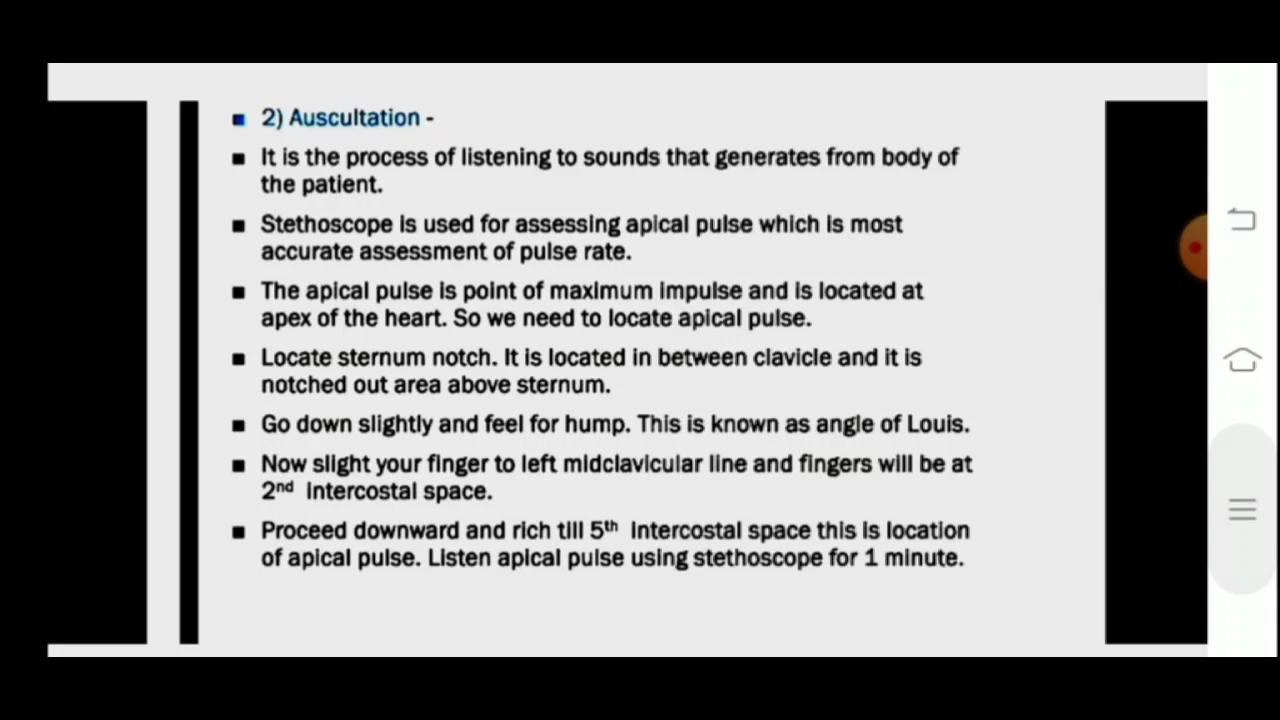 2) Auscultation -
It is the process of listening to sounds that generates from body of
the patient.
Stethoscope is used for assessing apical pulse which is most
accurate assessment of pulse rate.
The apical pulse is point of maximum impulse and is located at
apex of the heart. So we need to locate apical pulse.
Locate sternum notch. It is located in between clavicle and it is
notched out area above sternum.
Go down slightly and feel for hump. This is known as angle of Louis.
Now slight your finger to left midclavicular line and fingers will be at
2nd intercostal space.
Proceed downward and rich till 5th intercostal space this is location
of apical pulse. Listen apical pulse using stethoscope for 1 minute.